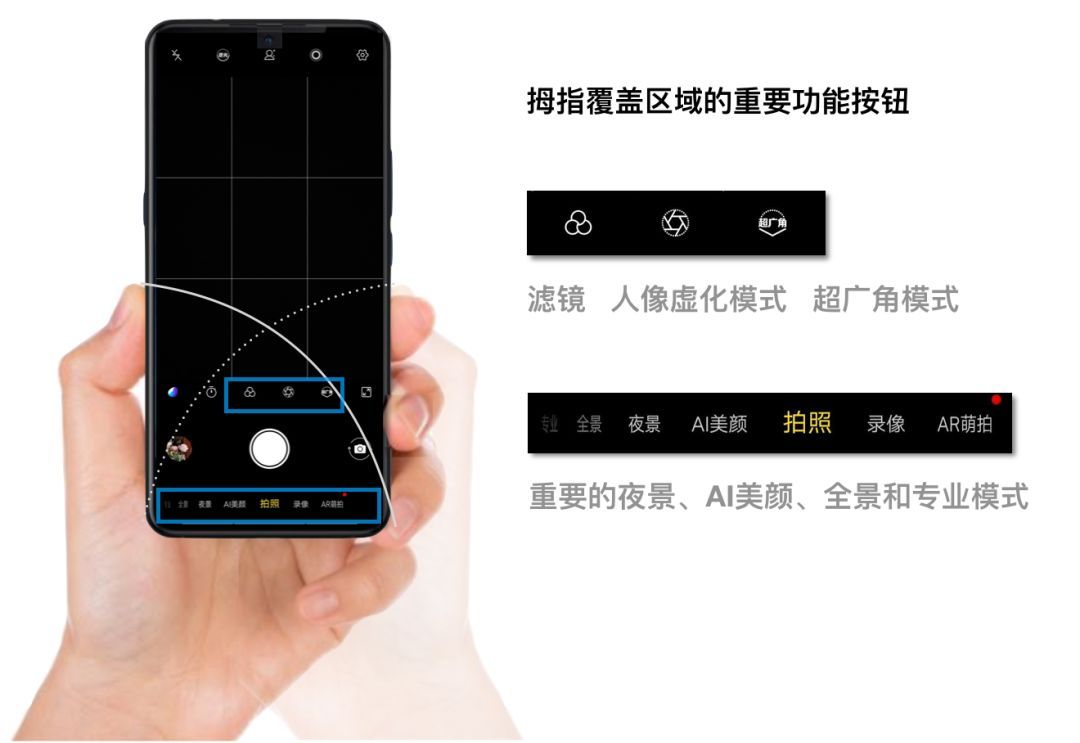 拇指覆盖区域的重要功能按钮
超广角
滤镜 人像虚化模式 超广角模式
全景 夜景 AI美颜 拍照 录像 AR萌拍
专业 全景 夜景 AI美颜 拍照 录像 AR萌拍
重要的夜景、AI美颜、全景和专业模式